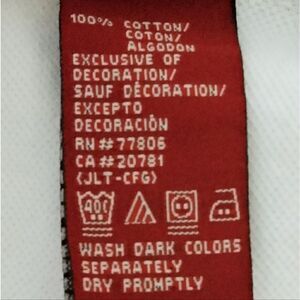 100% COTTON/
COTON/
ALGODON
EXCLUSIVE OF
DECORATION/
SAUF DÉCORATION/
EXCEPTO
DECORACIÓN
RN#77806
CA#20781
(JLT-CFG)
40C
WASH DARK COLORS
SEPARATELY
DRY PROMPTLY